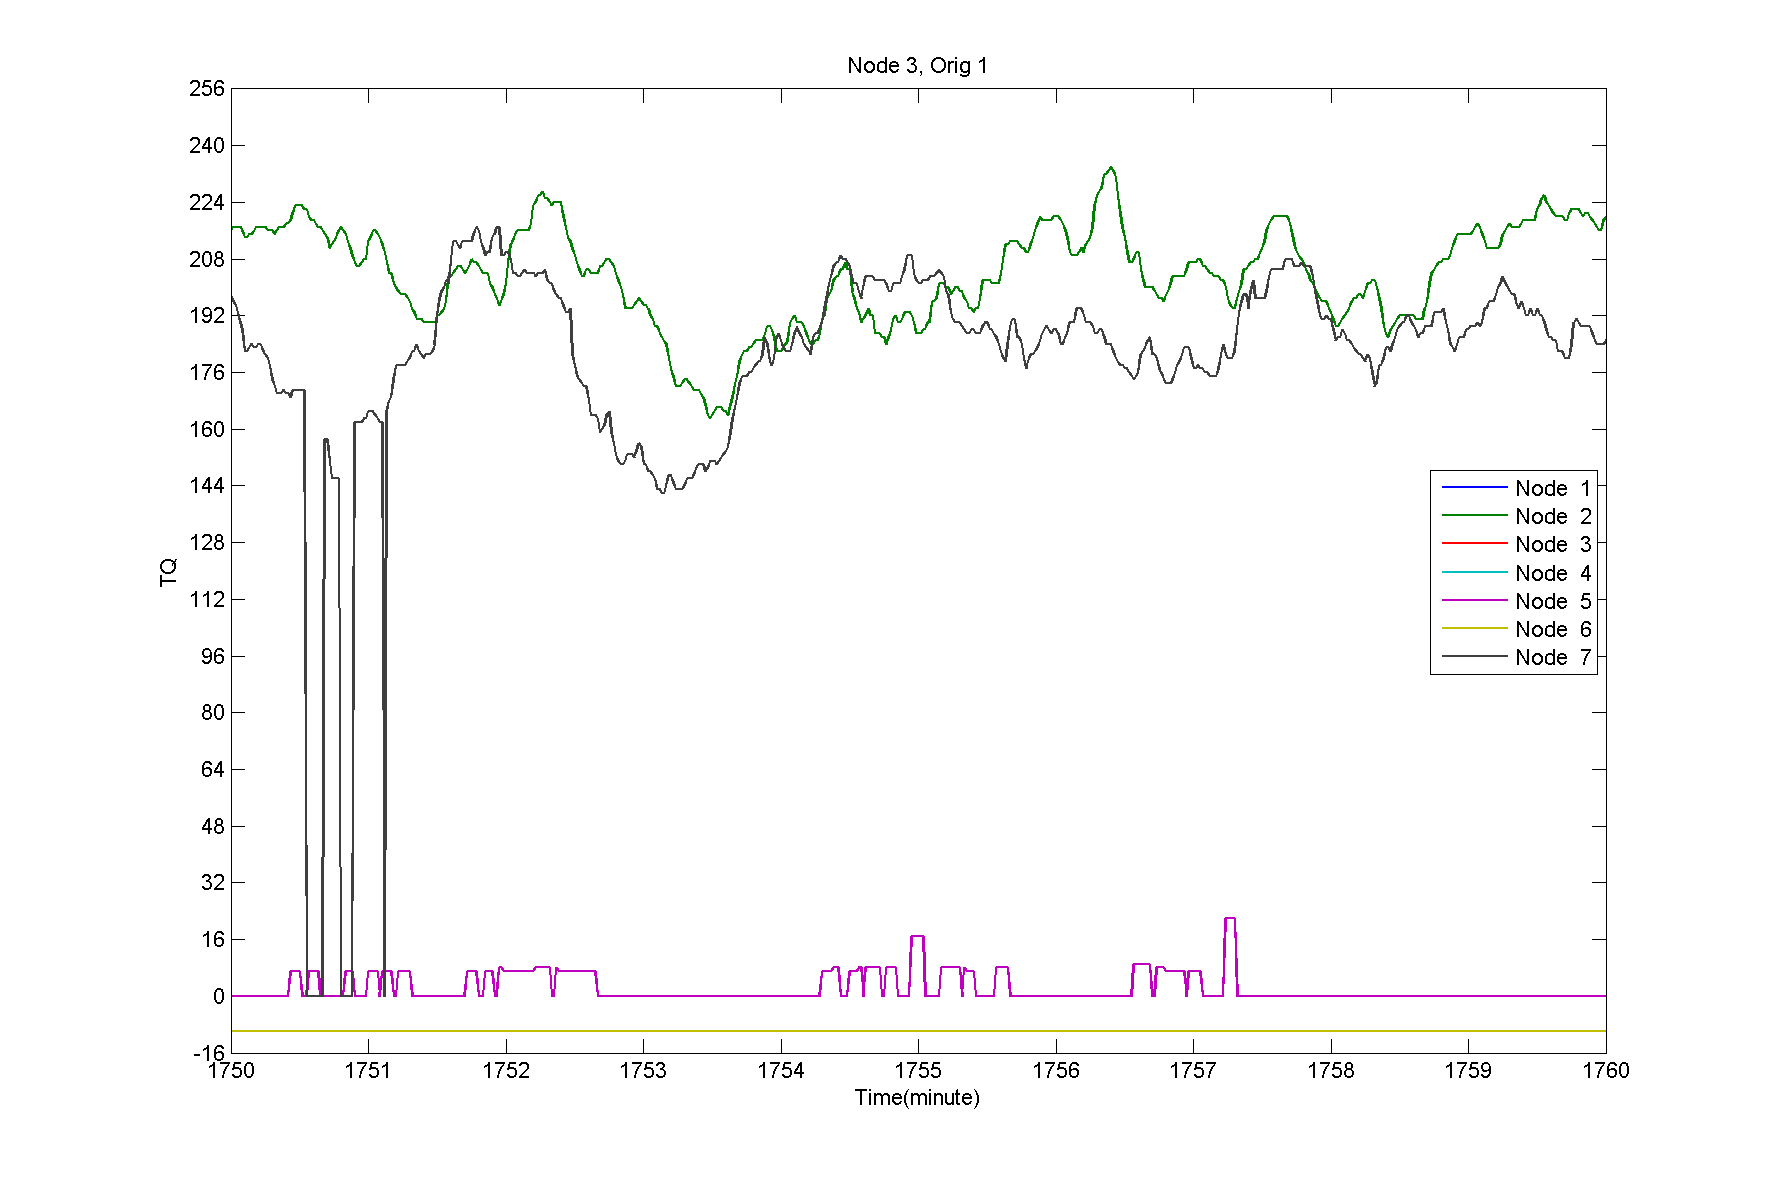 Node 3, Orig 1
256
240
224
208
192
176
160
144
128
112
96
80
64
48
32
16
0
-16
TQ
Node 1
Node 2
Node 3
Node 4
Node 5
Node 6
Node 7
1750 1751 1752 1753 1754 1755 1756 1757 1758 1759 1760
Time(minute)